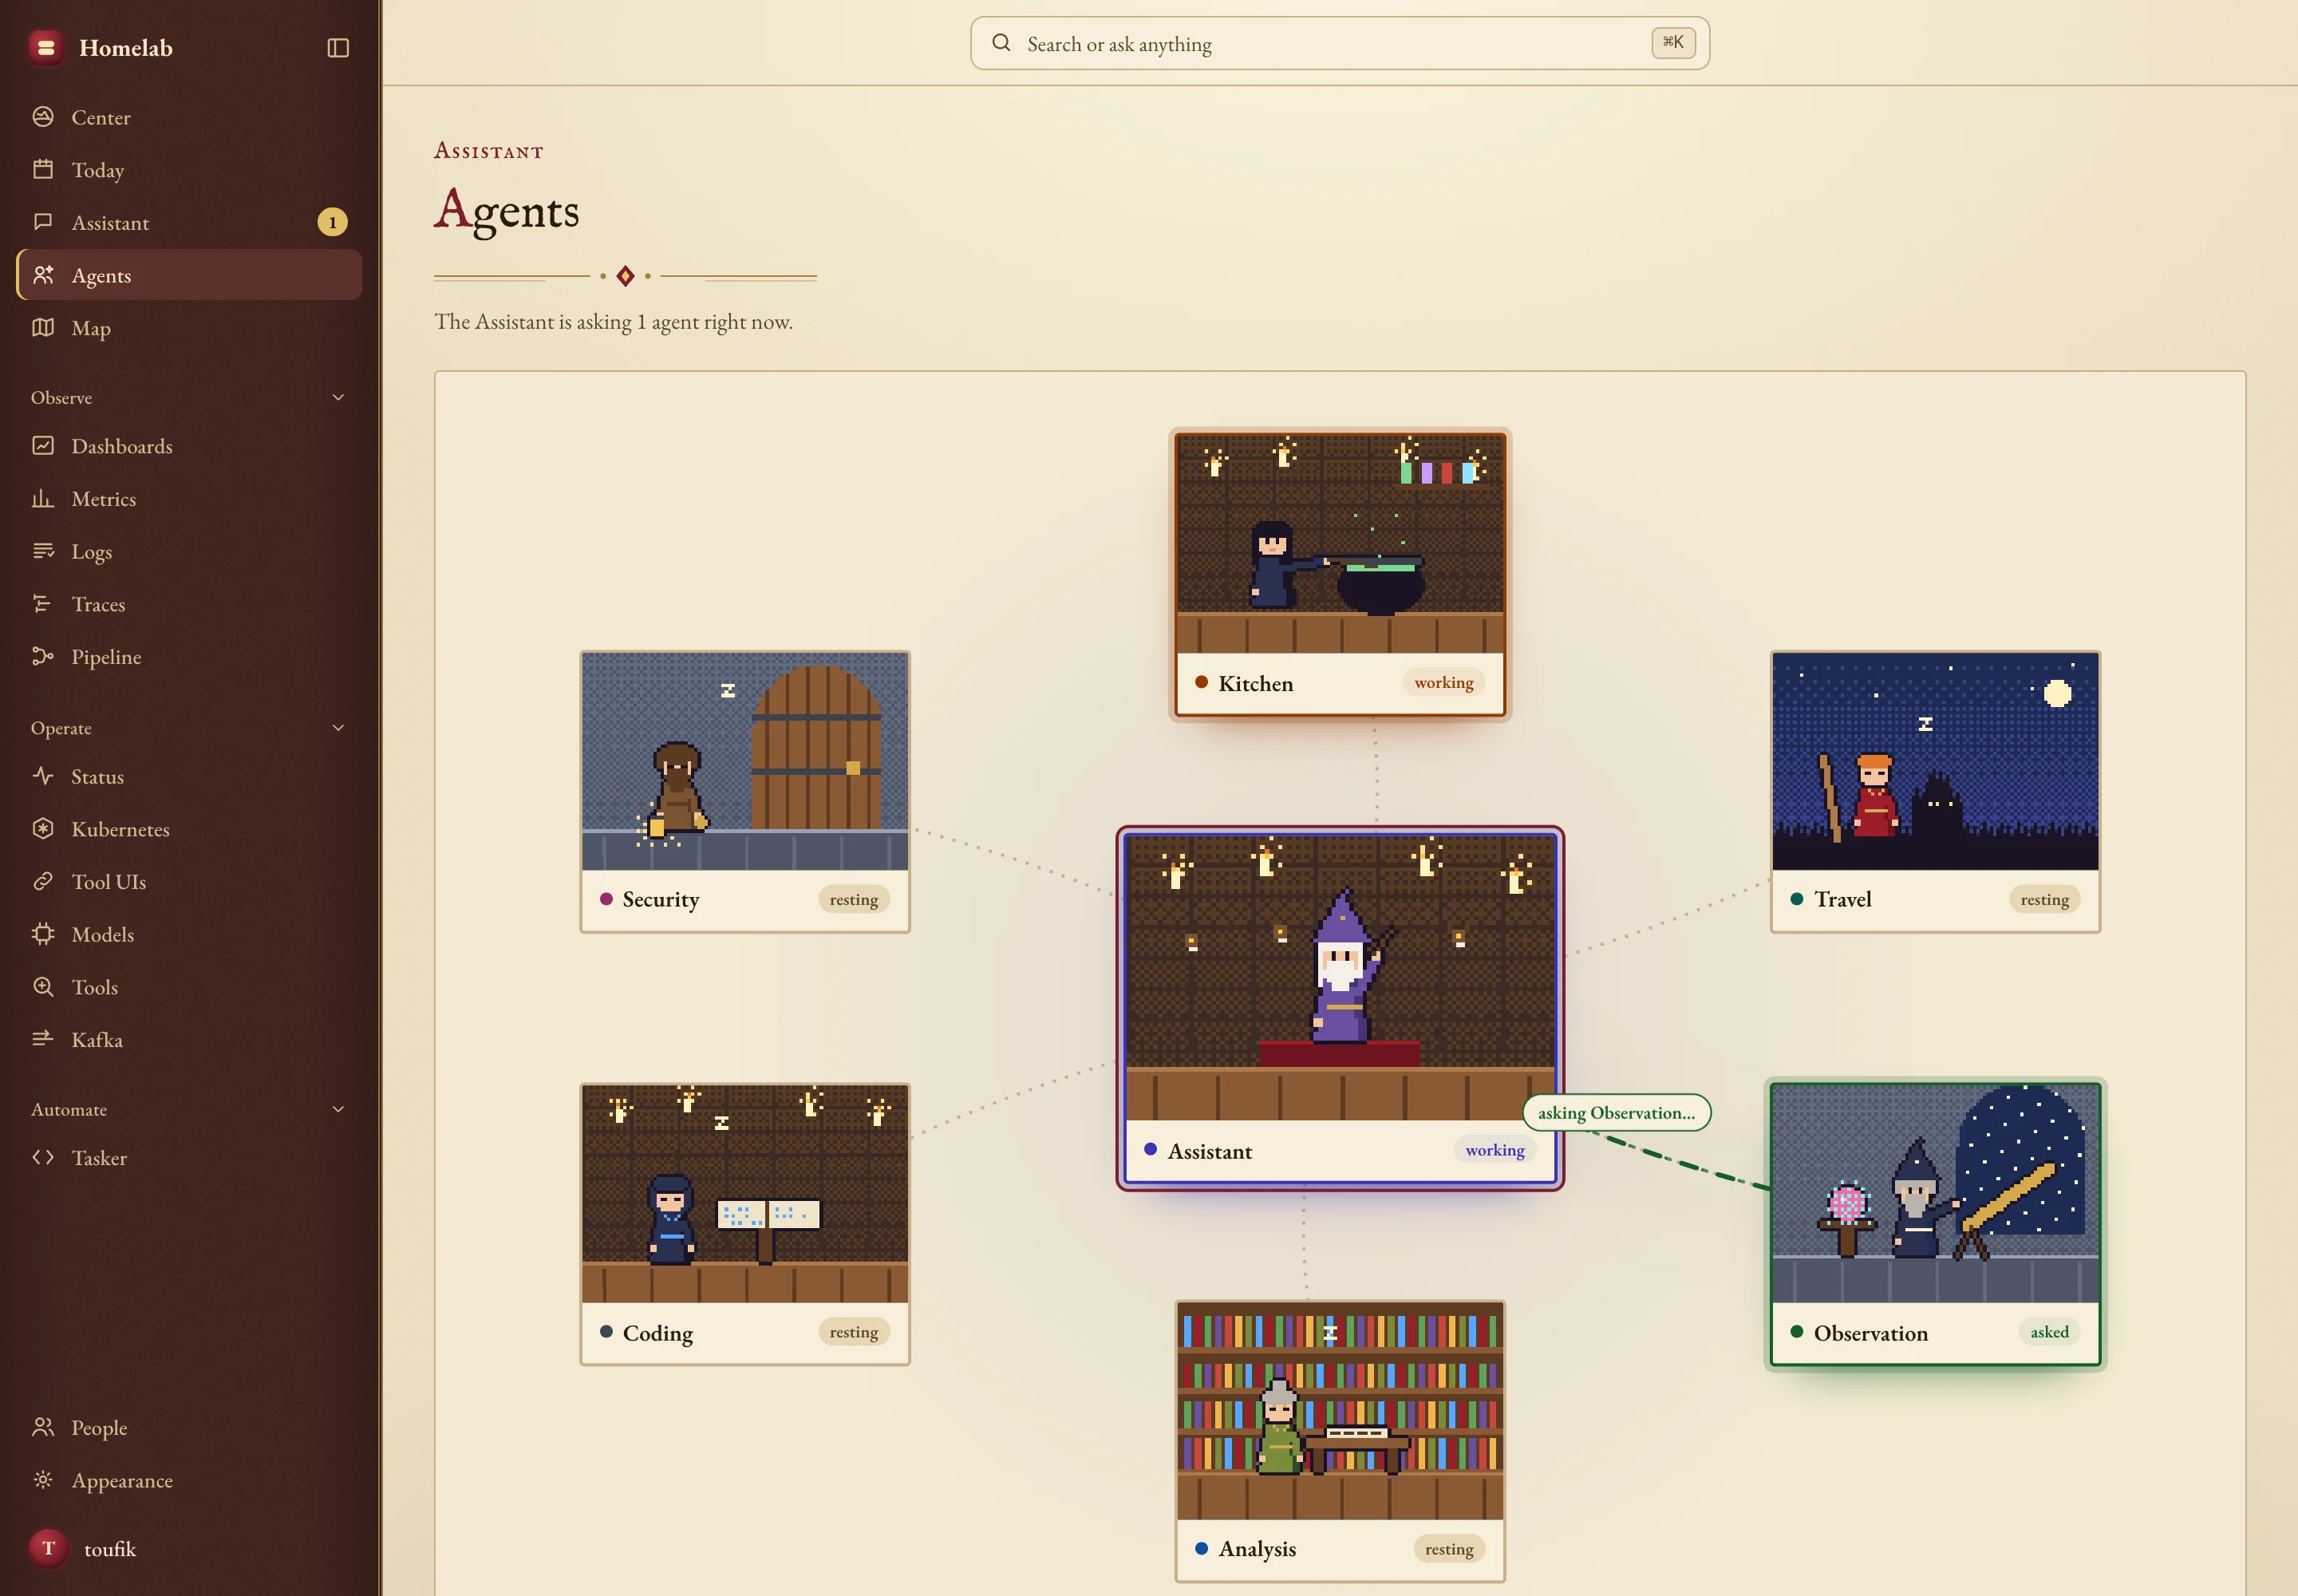 Homelab
Center
Today
Assistant 1
Agents
Map
Observe
Dashboards
Metrics
Logs
Traces
Pipeline
Operate
Status
Kubernetes
Tool UIs
Models
Tools
Kafka
Automate
Tasker
People
Appearance
T toufik
Search or ask anything ⌘K
Assistant
Agents
The Assistant is asking 1 agent right now.
Kitchen working
Z
Security resting
Z
Travel resting
Assistant working
asking Observation...
Z
Coding resting
Observation asked
Z
Analysis resting